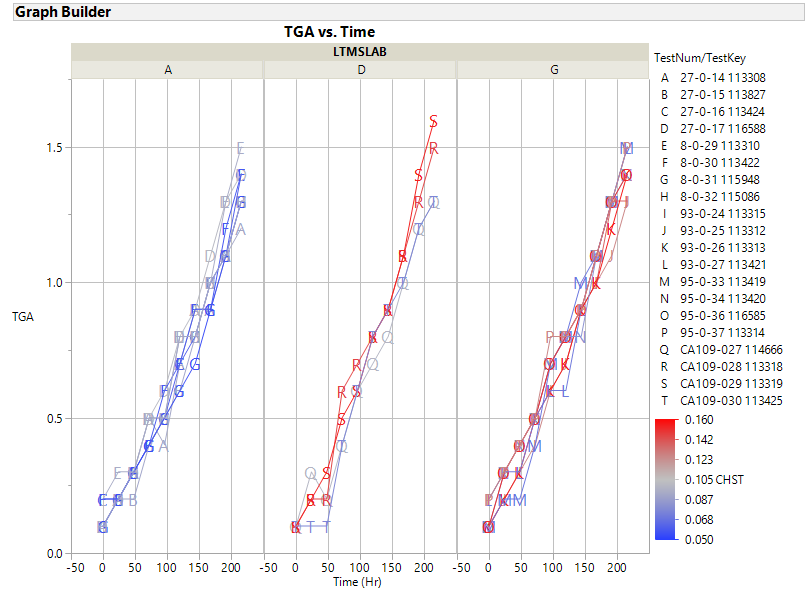 Graph Builder
TGA vs. Time
LTMSLAB
A D G
TestNum/TestKey
A 27-0-14 113308
B 27-0-15 113827
C 27-0-16 113424
D 27-0-17 116588
E 8-0-29 113310
F 8-0-30 113422
G 8-0-31 115948
H 8-0-32 115086
I 93-0-24 113315
J 93-0-25 113312
K 93-0-26 113313
L 93-0-27 113421
M 95-0-33 113419
N 95-0-34 113420
O 95-0-36 116585
P 95-0-37 113314
Q CA109-027 114666
R CA109-028 113318
S CA109-029 113319
T CA109-030 113425
0.160
0.142
0.123
0.105 CHST
0.087
0.068
0.050
TGA
1.5
1.0
0.5
0.0
-50 0 50 100 150 200 -50 0 50 100 150 200 -50 0 50 100 150 200
Time (Hr)